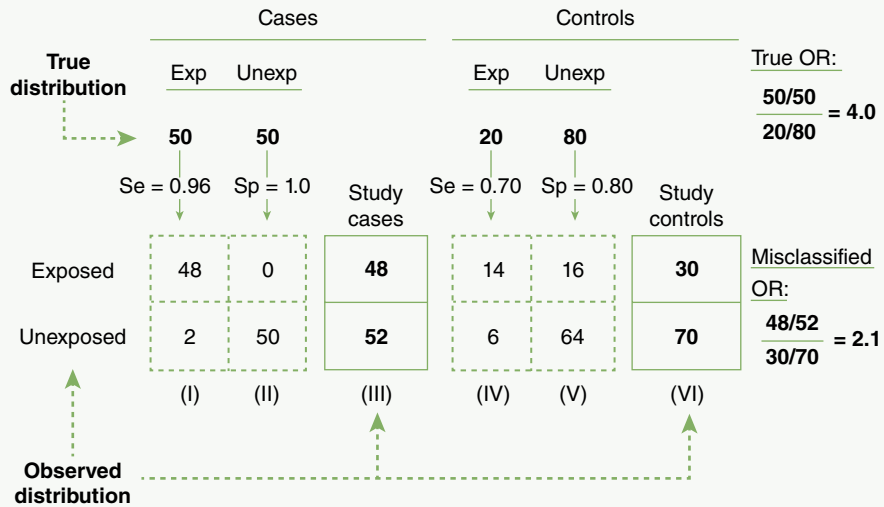 Cases Controls
True distribution
Exp Unexp Exp Unexp
True OR:
50/50
20/80
= 4.0
50 50 20 80
Se = 0.96 Sp = 1.0 Se = 0.70 Sp = 0.80
Study cases
Study controls
Exposed 48 0 48 14 16 30
Unexposed 2 50 52 6 64 70
Misclassified
OR:
48/52
30/70
= 2.1
(I) (II) (III) (IV) (V) (VI)
Observed
distribution